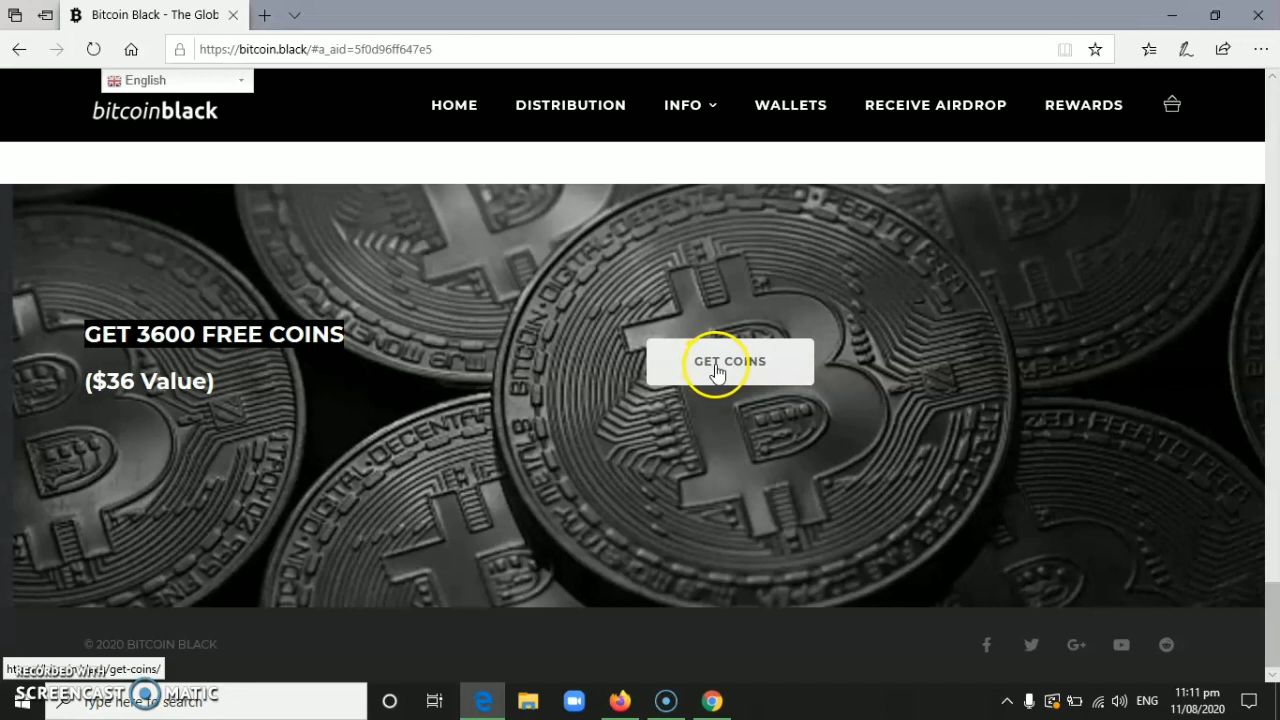 Bitcoin Black - The Glob
https://bitcoin.black/#a_aid=5f0d96ff647e5
English
bitcoinblack
HOME DISTRIBUTION INFO WALLETS RECEIVE AIRDROP REWARDS
GET 3600 FREE COINS
GET COINS
($36 Value)
© 2020 BITCOIN BLACK
/get-coins/
RECORDED WITH
SCREENCAST MATIC
Type here to search
ENG
11:11 pm
11/08/2020